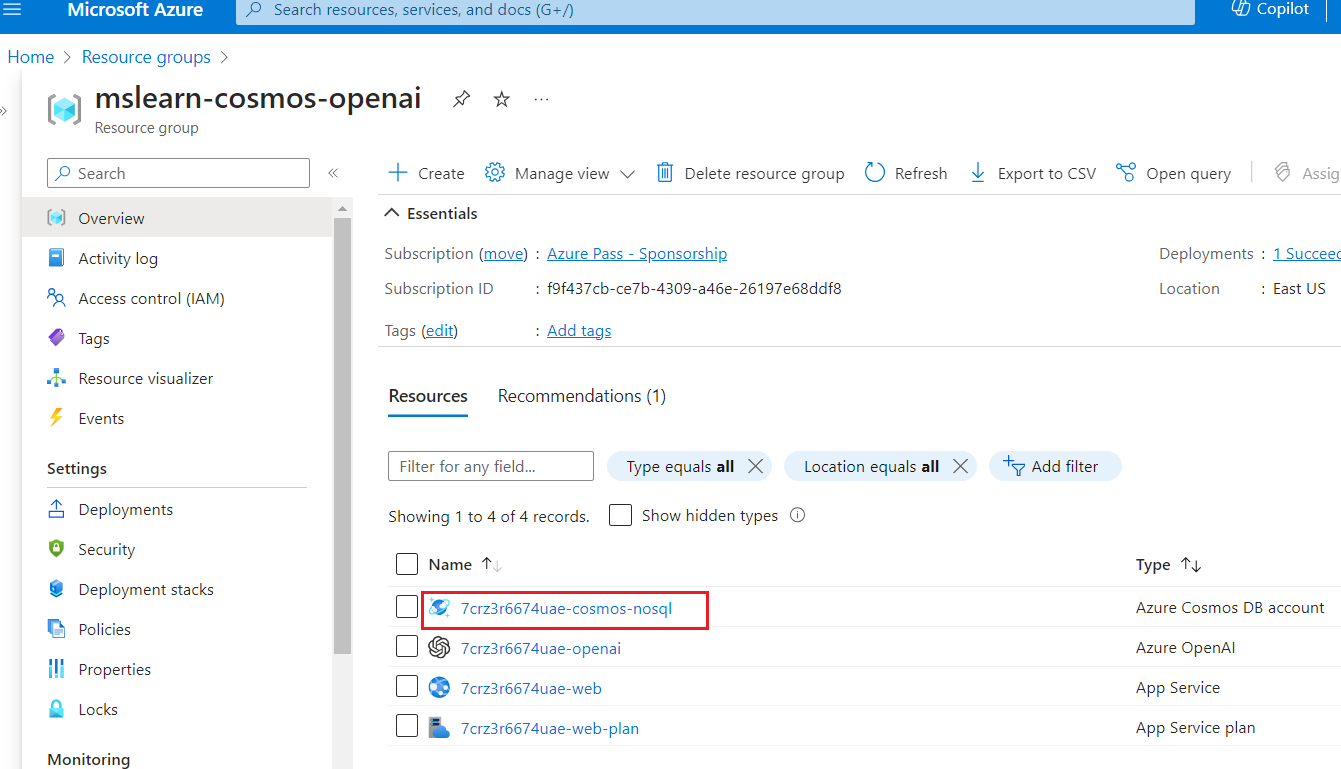 Microsoft Azure
Search resources, services, and docs (G+/)
Copilot
Home > Resource groups >
mslearn-cosmos-openai
Resource group
Search
Overview
Activity log
Access control (IAM)
Tags
Resource visualizer
Events
Settings
Deployments
Security
Deployment stacks
Policies
Properties
Locks
Monitoring
Create Manage view Delete resource group Refresh Export to CSV Open query Assig
Essentials
Subscription (move) : Azure Pass - Sponsorship
Subscription ID : f9f437cb-ce7b-4309-a46e-26197e68ddf8
Tags (edit) : Add tags
Deployments : 1 Succeed
Location : East US
Resources Recommendations (1)
Filter for any field... Type equals all Location equals all Add filter
Showing 1 to 4 of 4 records. Show hidden types
Name Type
7crz3r6674uae-cosmos-nosql Azure Cosmos DB account
7crz3r6674uae-openai Azure OpenAI
7crz3r6674uae-web App Service
7crz3r6674uae-web-plan App Service plan